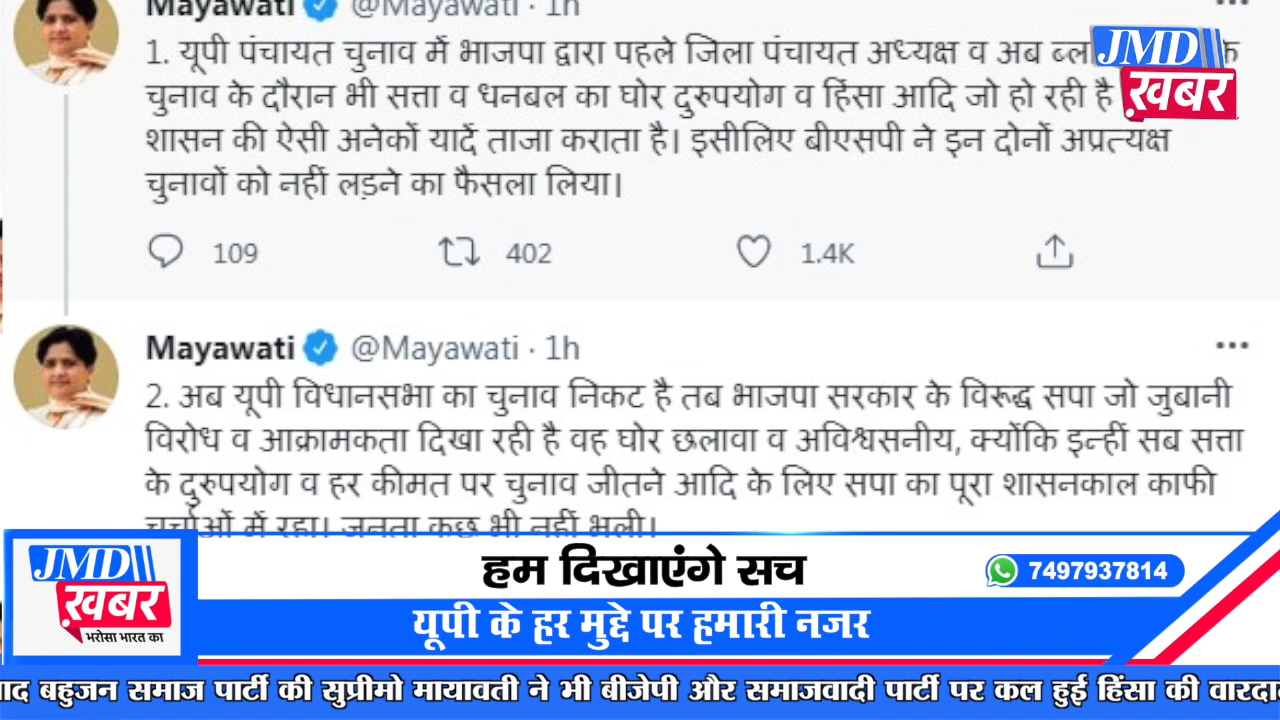 Mayawati @Mayawati · 1h
1. यूपी पंचायत चुनाव में भाजपा द्वारा पहले जिला पंचायत अध्यक्ष व अब
चुनाव के दौरान भी सत्ता व धनबल का घोर दुरुपयोग व हिंसा आदि जो हो रही है
शासन की ऐसी अनेकों यादें ताजा कराता है। इसीलिए बीएसपी ने इन दोनों अप्रत्यक्ष
चुनावों को नहीं लड़ने का फैसला लिया।
109 402 1.4K
JMD
ख़बर
Mayawati @Mayawati · 1h
2. अब यूपी विधानसभा का चुनाव निकट है तब भाजपा सरकार के विरूद्ध सपा जो जुबानी
विरोध व आक्रामकता दिखा रही है वह घोर छलावा व अविश्वसनीय, क्योंकि इन्हीं सब सत्ता
के दुरुपयोग व हर कीमत पर चुनाव जीतने आदि के लिए सपा का पूरा शासनकाल काफी
चर्चाओं में रहा। जनता कुछ भी नहीं भूली।
JMD
ख़बर
भरोसा भारत का
हम दिखाएंगे सच
7497937814
यूपी के हर मुद्दे पर हमारी नजर
बहुजन समाज पार्टी की सुप्रीमो मायावती ने भी बीजेपी और समाजवादी पार्टी पर कल हुई हिंसा की